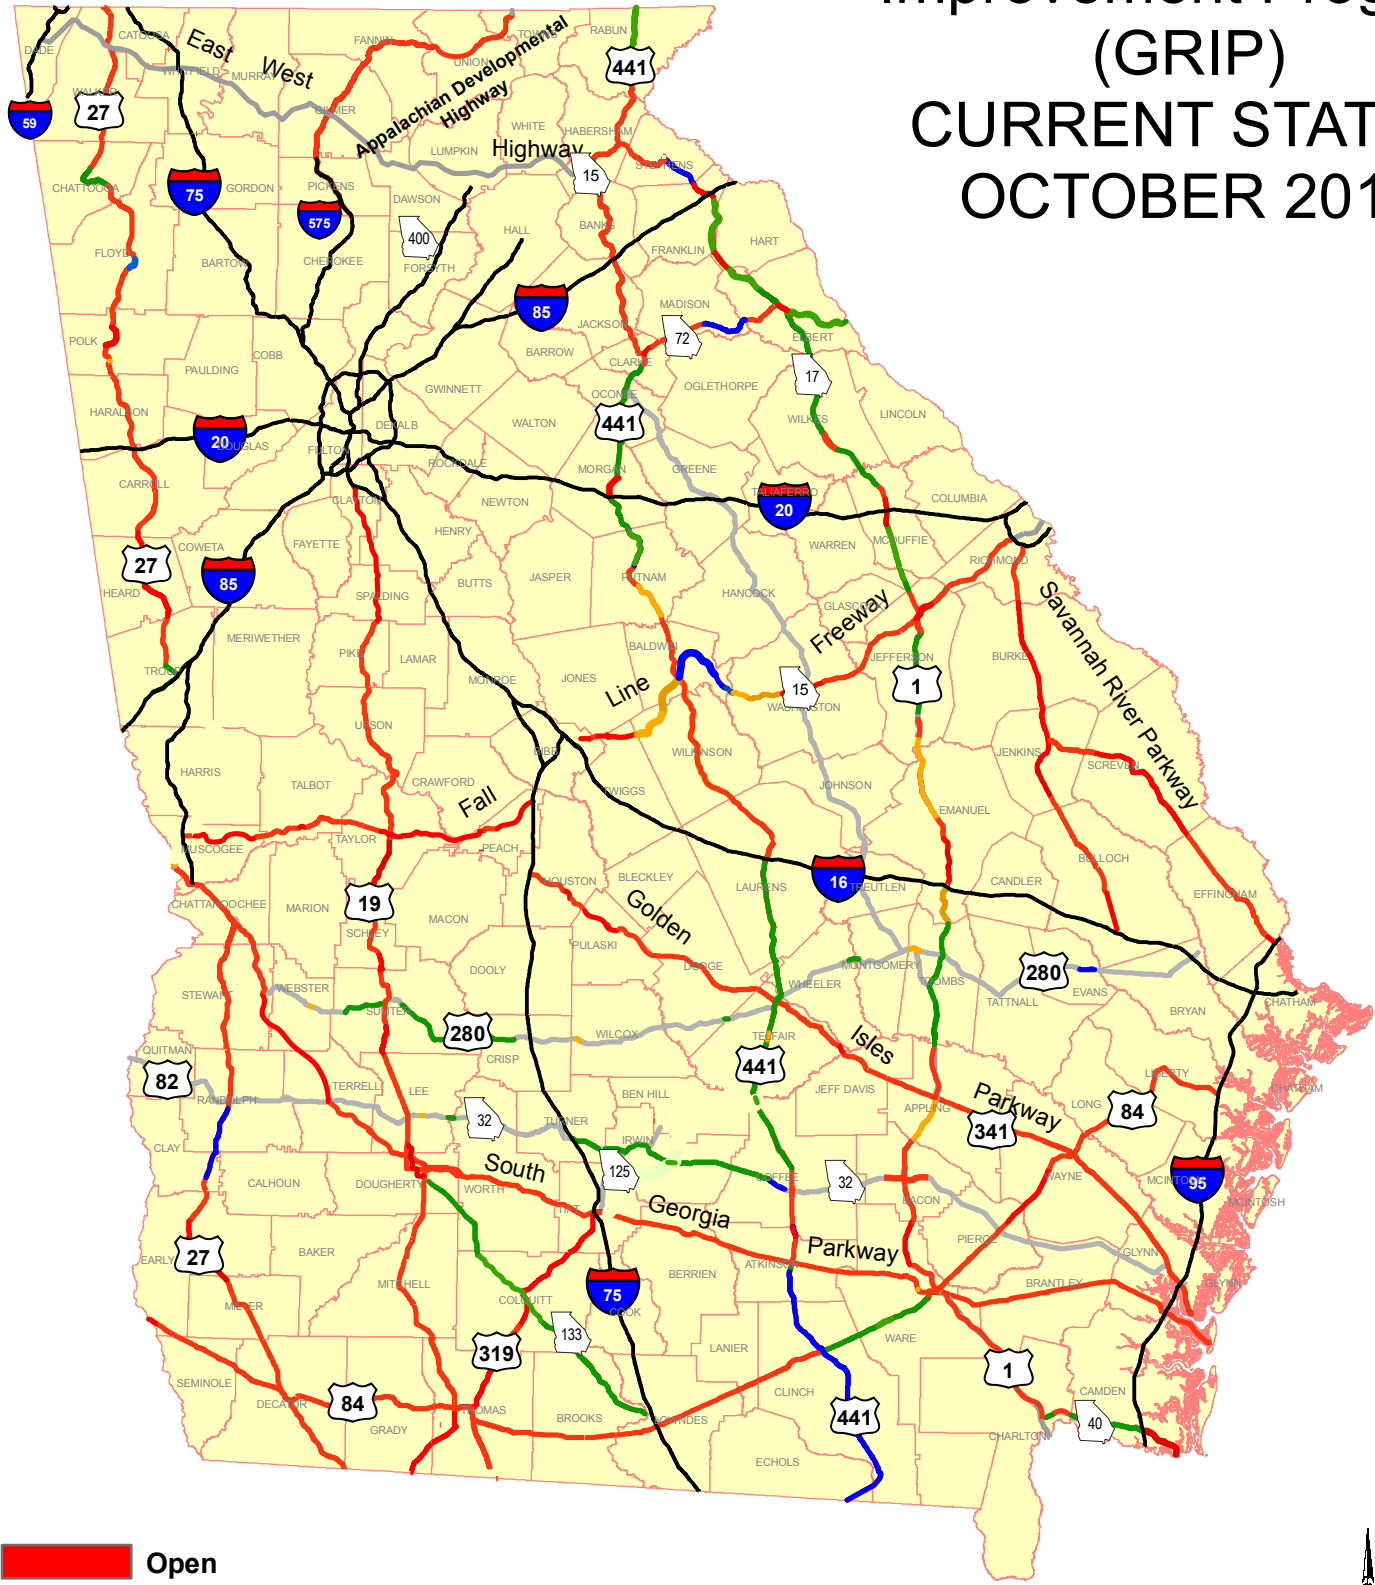 Improvement Prog
(GRIP)
CURRENT STAT
OCTOBER 201
DADE
CATOOSA
East
West
FANNIN
TOWNS
RABUN
UNION
441
WHITFIELD
MURRAY
WALKER
27
59
GILMER
Appalachian Developmental
Highway
WHITE
HABERSHAM
LUMPKIN
Highway
STEPHENS
15
CHATTOOGA
75
GORDON
PICKENS
DAWSON
575
400
HALL
BANKS
FRANKLIN
HART
FLOYD
BARTOW
CHEROKEE
FORSYTH
85
MADISON
JACKSON
72
ELBERT
POLK
PAULDING
COBB
BARROW
CLARKE
OGLETHORPE
17
GWINNETT
OCONEE
HARALSON
WALTON
441
WILKES
LINCOLN
DEKALB
20
DOUGLAS
FULTON
ROCKDALE
MORGAN
GREENE
CARROLL
CLAYTON
NEWTON
TALIAFERRO
20
COLUMBIA
HENRY
WARREN
MCDUFFIE
COWETA
FAYETTE
RICHMOND
27
85
BUTTS
JASPER
PUTNAM
HEARD
SPALDING
HANCOCK
GLASCOCK
Freeway
Savannah River Parkway
MERIWETHER
PIKE
LAMAR
BALDWIN
JEFFERSON
BURKE
TROUP
MONROE
JONES
Line
15
1
WASHINGTON
UPSON
BIBB
WILKINSON
JENKINS
SCREVEN
HARRIS
TALBOT
CRAWFORD
TWIGGS
JOHNSON
Fall
EMANUEL
TAYLOR
MUSCOGEE
PEACH
BULLOCH
HOUSTON
BLECKLEY
LAURENS
16
TREUTLEN
CANDLER
EFFINGHAM
CHATTAHOOCHEE
MARION
19
MACON
Golden
SCHLEY
PULASKI
DOOLY
DODGE
MONTGOMERY
WHEELER
TOOMBS
280
TATTNALL
EVANS
CHATHAM
STEWART
WEBSTER
SUMTER
280
WILCOX
BRYAN
CRISP
TELFAIR
Isles
QUITMAN
82
441
TERRELL
LEE
BEN HILL
JEFF DAVIS
LIBERTY
CHATHAM
RANDOLPH
APPLING
Parkway
LONG
84
32
TURNER
341
IRWIN
CLAY
South
125
COFFEE
32
WAYNE
MCINTOSH
95
CALHOUN
DOUGHERTY
WORTH
BACON
MCINTOSH
TIFT
Georgia
PIERCE
EARLY
27
BAKER
Parkway
GLYNN
ATKINSON
BERRIEN
MITCHELL
75
BRANTLEY
GLYNN
MILLER
COLQUITT
COOK
133
WARE
319
LANIER
1
SEMINOLE
DECATUR
84
THOMAS
BROOKS
LOWNDES
CLINCH
441
CAMDEN
40
GRADY
CHARLTON
ECHOLS
Open